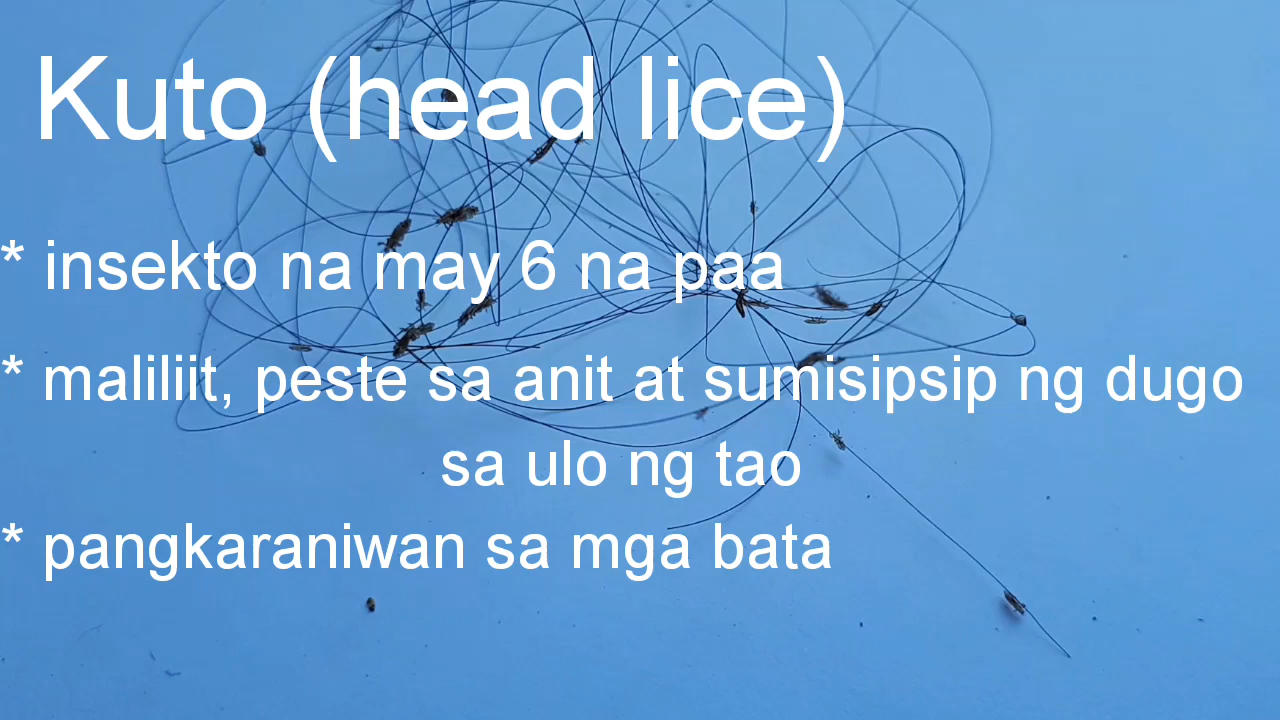 Kuto (head lice)
* insekto na may 6 na paa
* maliliit, peste sa anit at sumisipsip ng dugo
sa ulo ng tao
* pangkaraniwan sa mga bata